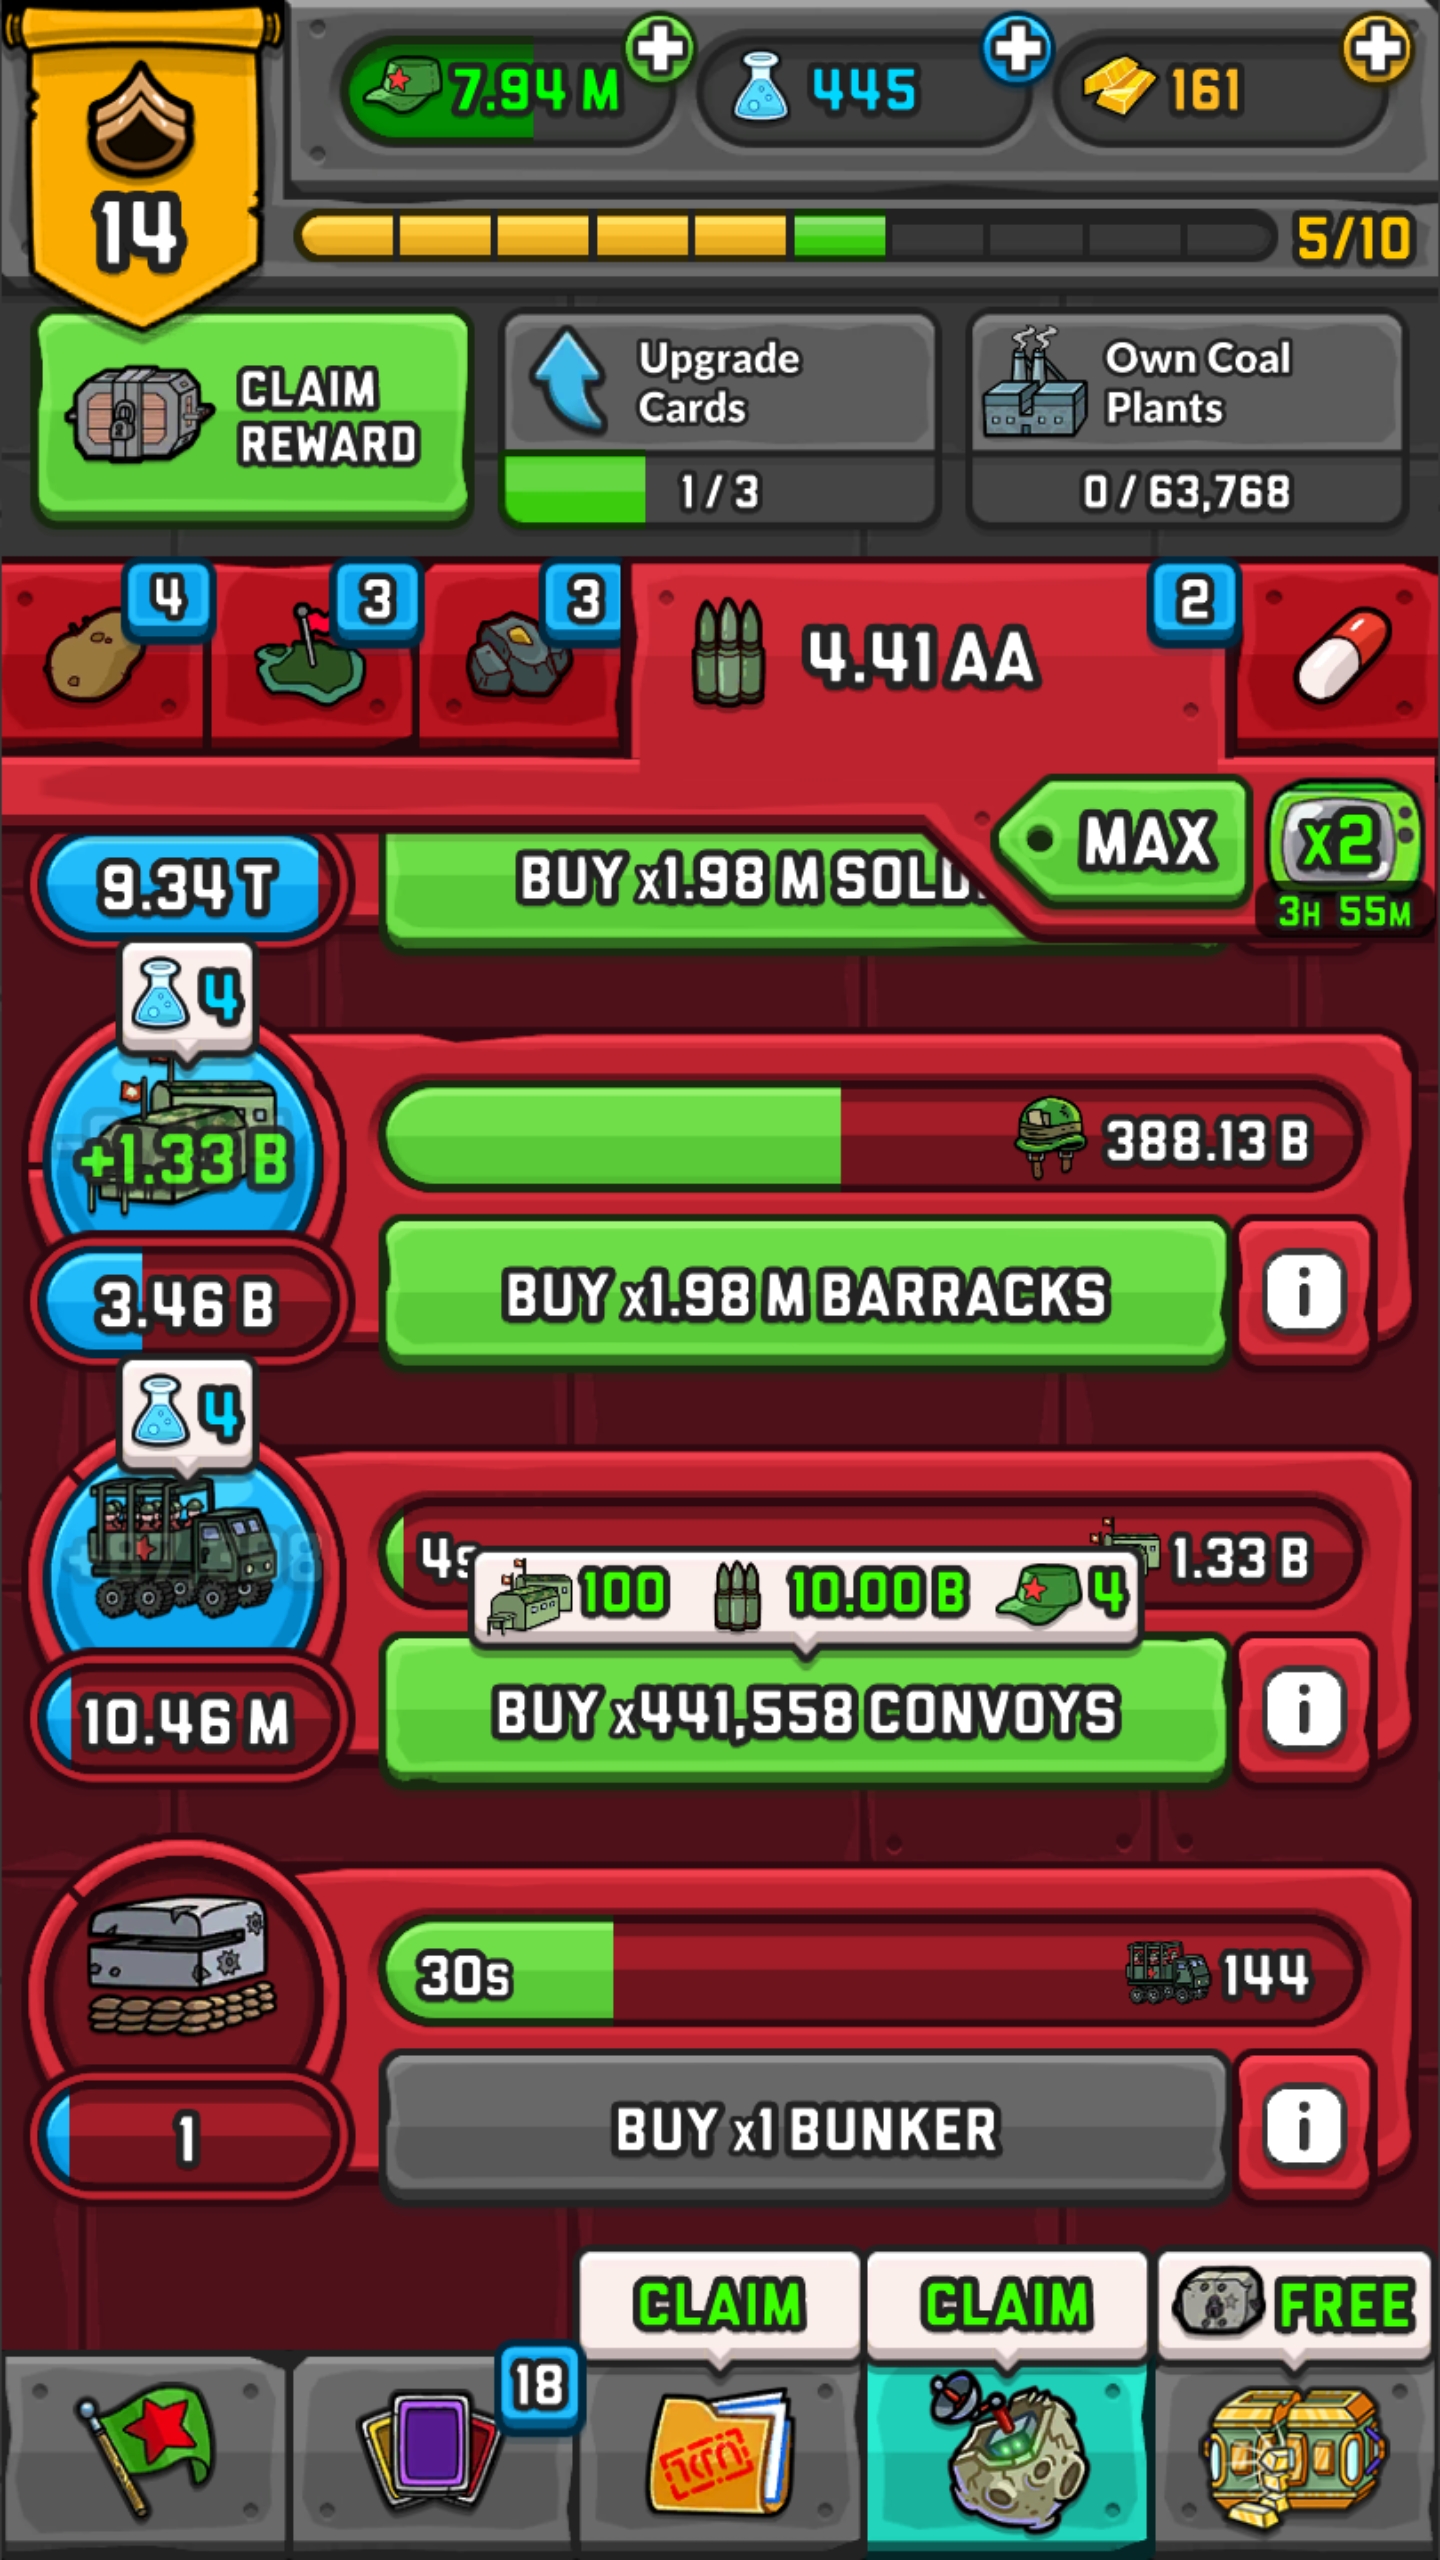 14
7.94 M
445
161
5/10
CLAIM
REWARD
Upgrade
Cards
1/3
Own Coal
Plants
0/63,768
4
3
3
4.41 AA
2
MAX
x2
3H 55M
9.34 T
BUY x1.98 M SOLD
4
+1.33 B
388.13 B
3.46 B
BUY x1.98 M BARRACKS
i
4
4s
1.33 B
100
10.00 B
4
10.46 M
BUY x441,558 CONVOYS
i
30s
144
1
BUY x1 BUNKER
i
CLAIM
CLAIM
FREE
18